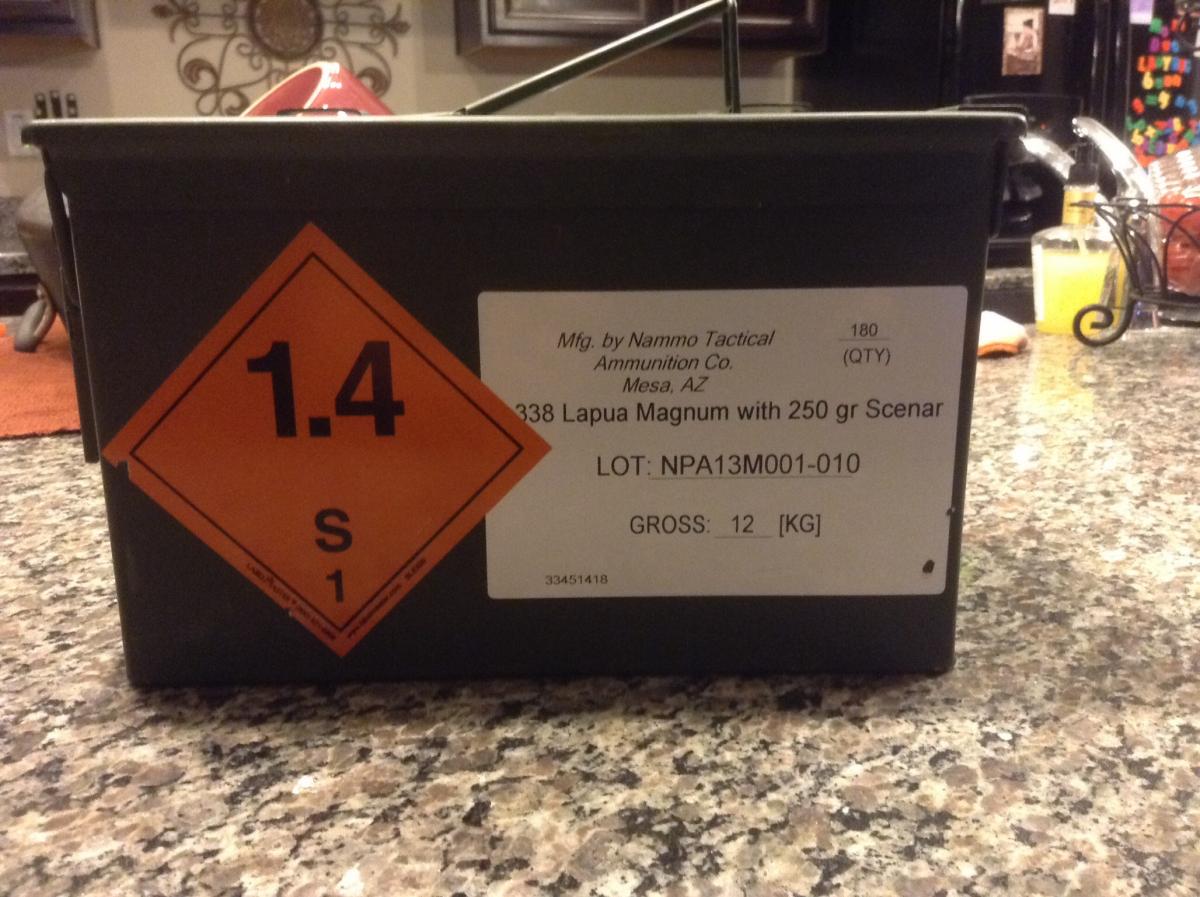 1.4
S
1
Mfg. by Nammo Tactical
Ammunition Co.
Mesa, AZ
180
(QTY)
338 Lapua Magnum with 250 gr Scenar
LOT: NPA13M001-010
GROSS: 12 [KG]
33451418